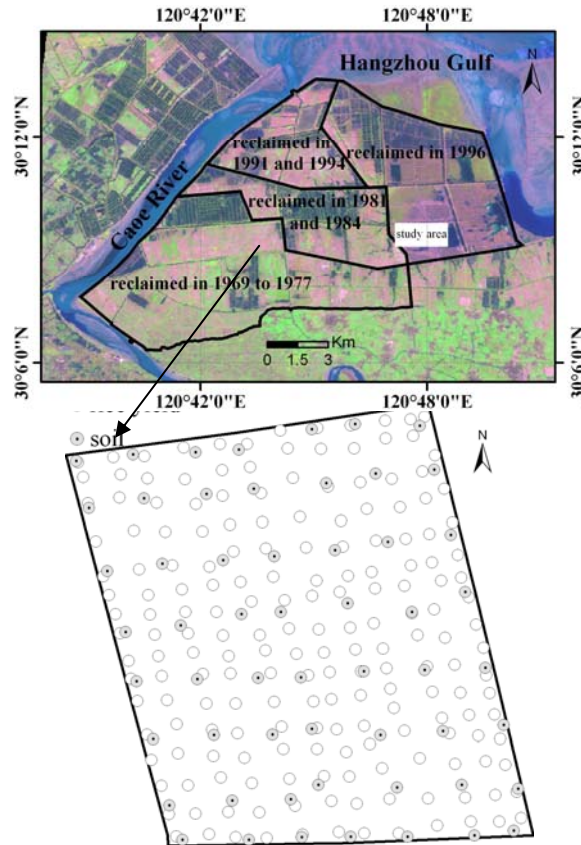 120°42'0"E 120°48'0"E
Hangzhou Gulf
N
30°12'0"N 30°12'0"N
reclaimed in
1991 and 1994
reclaimed in 1996
Caoe River
reclaimed in 1981
and 1984
study area
reclaimed in 1969 to 1977
Km
0 1.5 3
30°6'0"N 30°6'0"N
120°42'0"E 120°48'0"E
soil
N